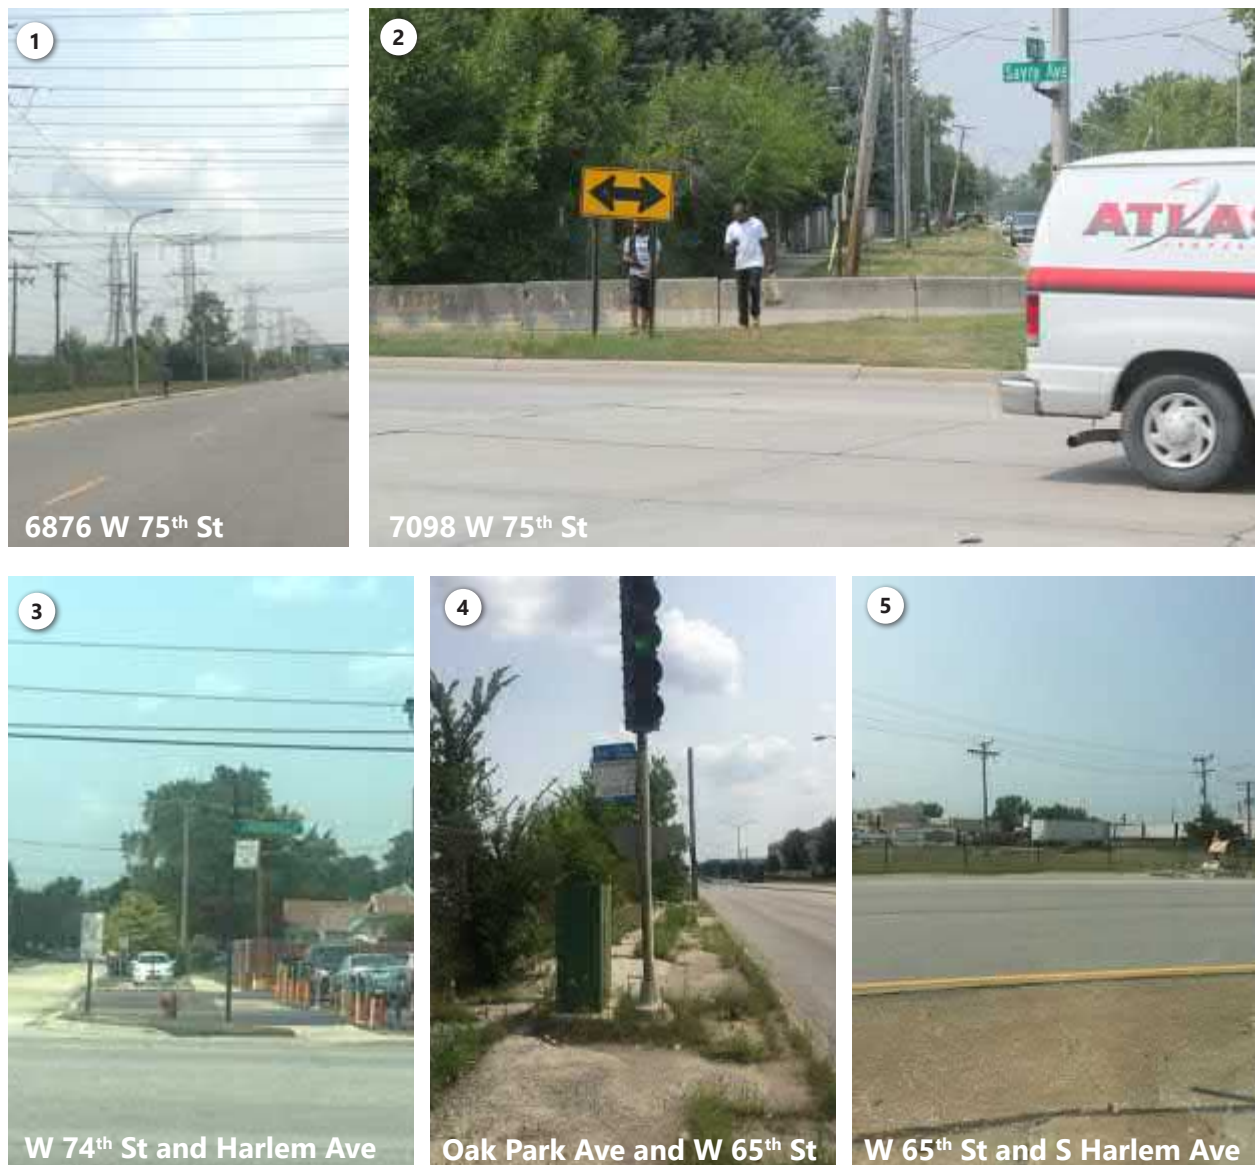 1
2
Sayre Ave
ATLAS
6876 W 75th St
7098 W 75th St
3
4
5
W 74th St and Harlem Ave
Oak Park Ave and W 65th St
W 65th St and S Harlem Ave